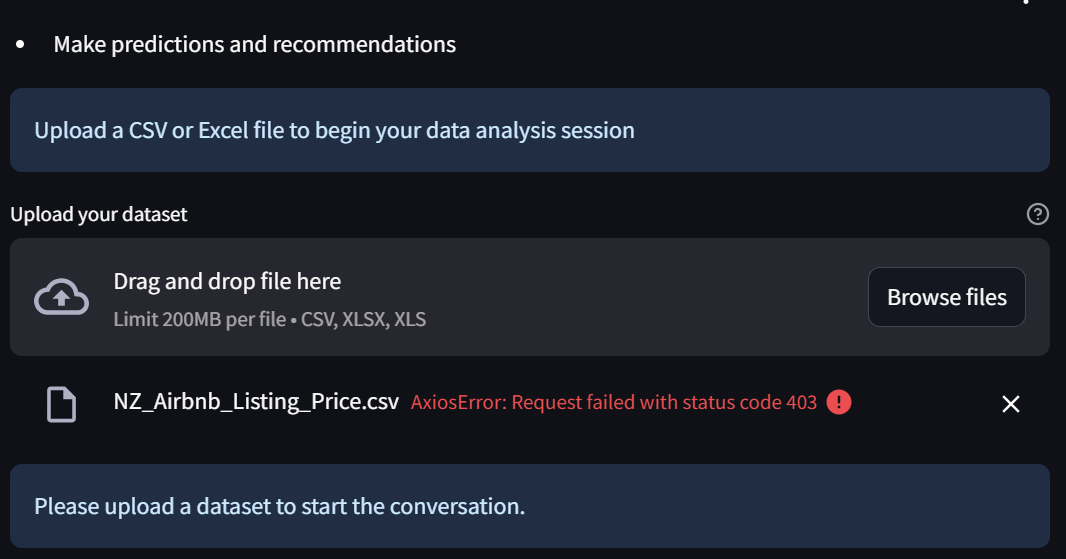 • Make predictions and recommendations
Upload a CSV or Excel file to begin your data analysis session
Upload your dataset
Drag and drop file here
Limit 200MB per file • CSV, XLSX, XLS
Browse files
NZ_Airbnb_Listing_Price.csv AxiosError: Request failed with status code 403
Please upload a dataset to start the conversation.